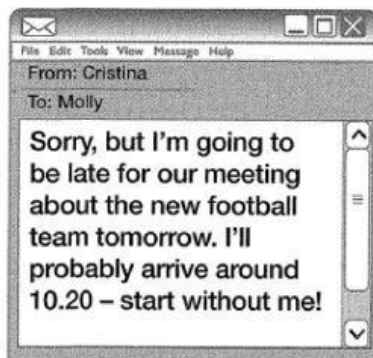 File Edit Tools View Message Help
From: Cristina
To: Molly
Sorry, but I'm going to
be late for our meeting
about the new football
team tomorrow. I'll
probably arrive around
10.20 – start without me!